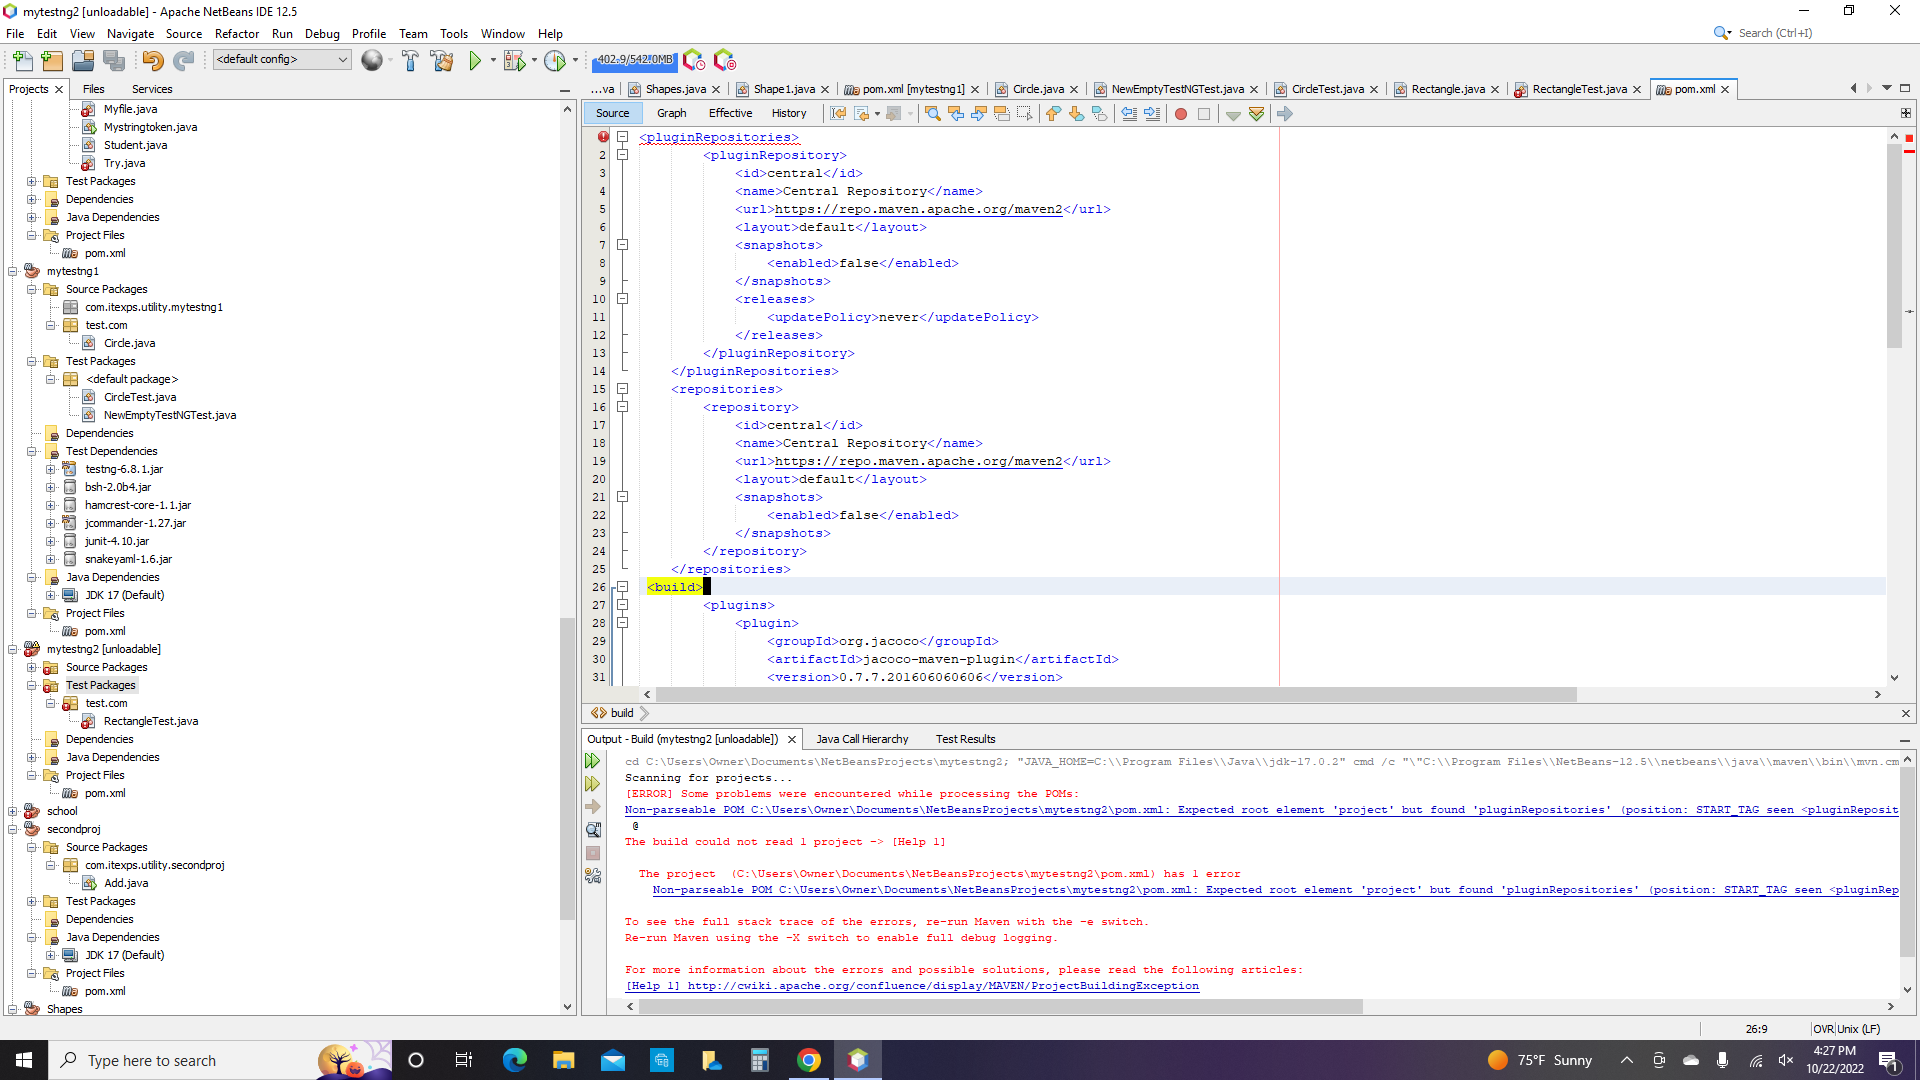 mytestng2 [unloadable] - Apache NetBeans IDE 12.5
File Edit View Navigate Source Refactor Run Debug Profile Team Tools Window Help
Search (Ctrl+I)
<default config>
402.9/542.0MB
Projects Files Services
Myfile.java
Mystringtoken.java
Student.java
Try.java
Test Packages
Dependencies
Java Dependencies
Project Files
pom.xml
mytestng1
Source Packages
com.itexps.utility.mytestng1
test.com
Circle.java
Test Packages
<default package>
CircleTest.java
NewEmptyTestNGTest.java
Dependencies
Test Dependencies
testng-6.8.1.jar
bsh-2.0b4.jar
hamcrest-core-1.1.jar
jcommander-1.27.jar
junit-4.10.jar
snakeyaml-1.6.jar
Java Dependencies
JDK 17 (Default)
Project Files
pom.xml
mytestng2 [unloadable]
Source Packages
Test Packages
test.com
RectangleTest.java
Dependencies
Java Dependencies
Project Files
pom.xml
school
secondproj
Source Packages
com.itexps.utility.secondproj
Add.java
Test Packages
Dependencies
Java Dependencies
JDK 17 (Default)
Project Files
pom.xml
Shapes
...va Shapes.java Shape1.java pom.xml [mytestng1] Circle.java NewEmptyTestNGTest.java CircleTest.java Rectangle.java RectangleTest.java pom.xml
Source Graph Effective History
<pluginRepositories>
2 <pluginRepository>
3 <id>central</id>
4 <name>Central Repository</name>
5 <url>https://repo.maven.apache.org/maven2</url>
6 <layout>default</layout>
7 <snapshots>
8 <enabled>false</enabled>
9 </snapshots>
10 <releases>
11 <updatePolicy>never</updatePolicy>
12 </releases>
13 </pluginRepository>
14 </pluginRepositories>
15 <repositories>
16 <repository>
17 <id>central</id>
18 <name>Central Repository</name>
19 <url>https://repo.maven.apache.org/maven2</url>
20 <layout>default</layout>
21 <snapshots>
22 <enabled>false</enabled>
23 </snapshots>
24 </repository>
25 </repositories>
26 <build>
27 <plugins>
28 <plugin>
29 <groupId>org.jacoco</groupId>
30 <artifactId>jacoco-maven-plugin</artifactId>
31 <version>0.7.7.201606060606</version>
build
Output - Build (mytestng2 [unloadable]) Java Call Hierarchy Test Results
cd C:\Users\Owner\Documents\NetBeansProjects\mytestng2; "JAVA_HOME=C:\\Program Files\\Java\\jdk-17.0.2" cmd /c "\"C:\\Program Files\\NetBeans-12.5\\netbeans\\java\\maven\\bin\\mvn.cm
Scanning for projects...
[ERROR] Some problems were encountered while processing the POMs:
Non-parseable POM C:\Users\Owner\Documents\NetBeansProjects\mytestng2\pom.xml: Expected root element 'project' but found 'pluginRepositories' (position: START_TAG seen <pluginReposit
@
The build could not read 1 project -> [Help 1]
The project (C:\Users\Owner\Documents\NetBeansProjects\mytestng2\pom.xml) has 1 error
Non-parseable POM C:\Users\Owner\Documents\NetBeansProjects\mytestng2\pom.xml: Expected root element 'project' but found 'pluginRepositories' (position: START_TAG seen <pluginRep
To see the full stack trace of the errors, re-run Maven with the -e switch.
Re-run Maven using the -X switch to enable full debug logging.
For more information about the errors and possible solutions, please read the following articles:
[Help 1] http://cwiki.apache.org/confluence/display/MAVEN/ProjectBuildingException
26:9 OVR Unix (LF)
Type here to search
75°F Sunny
4:27 PM
10/22/2022
1